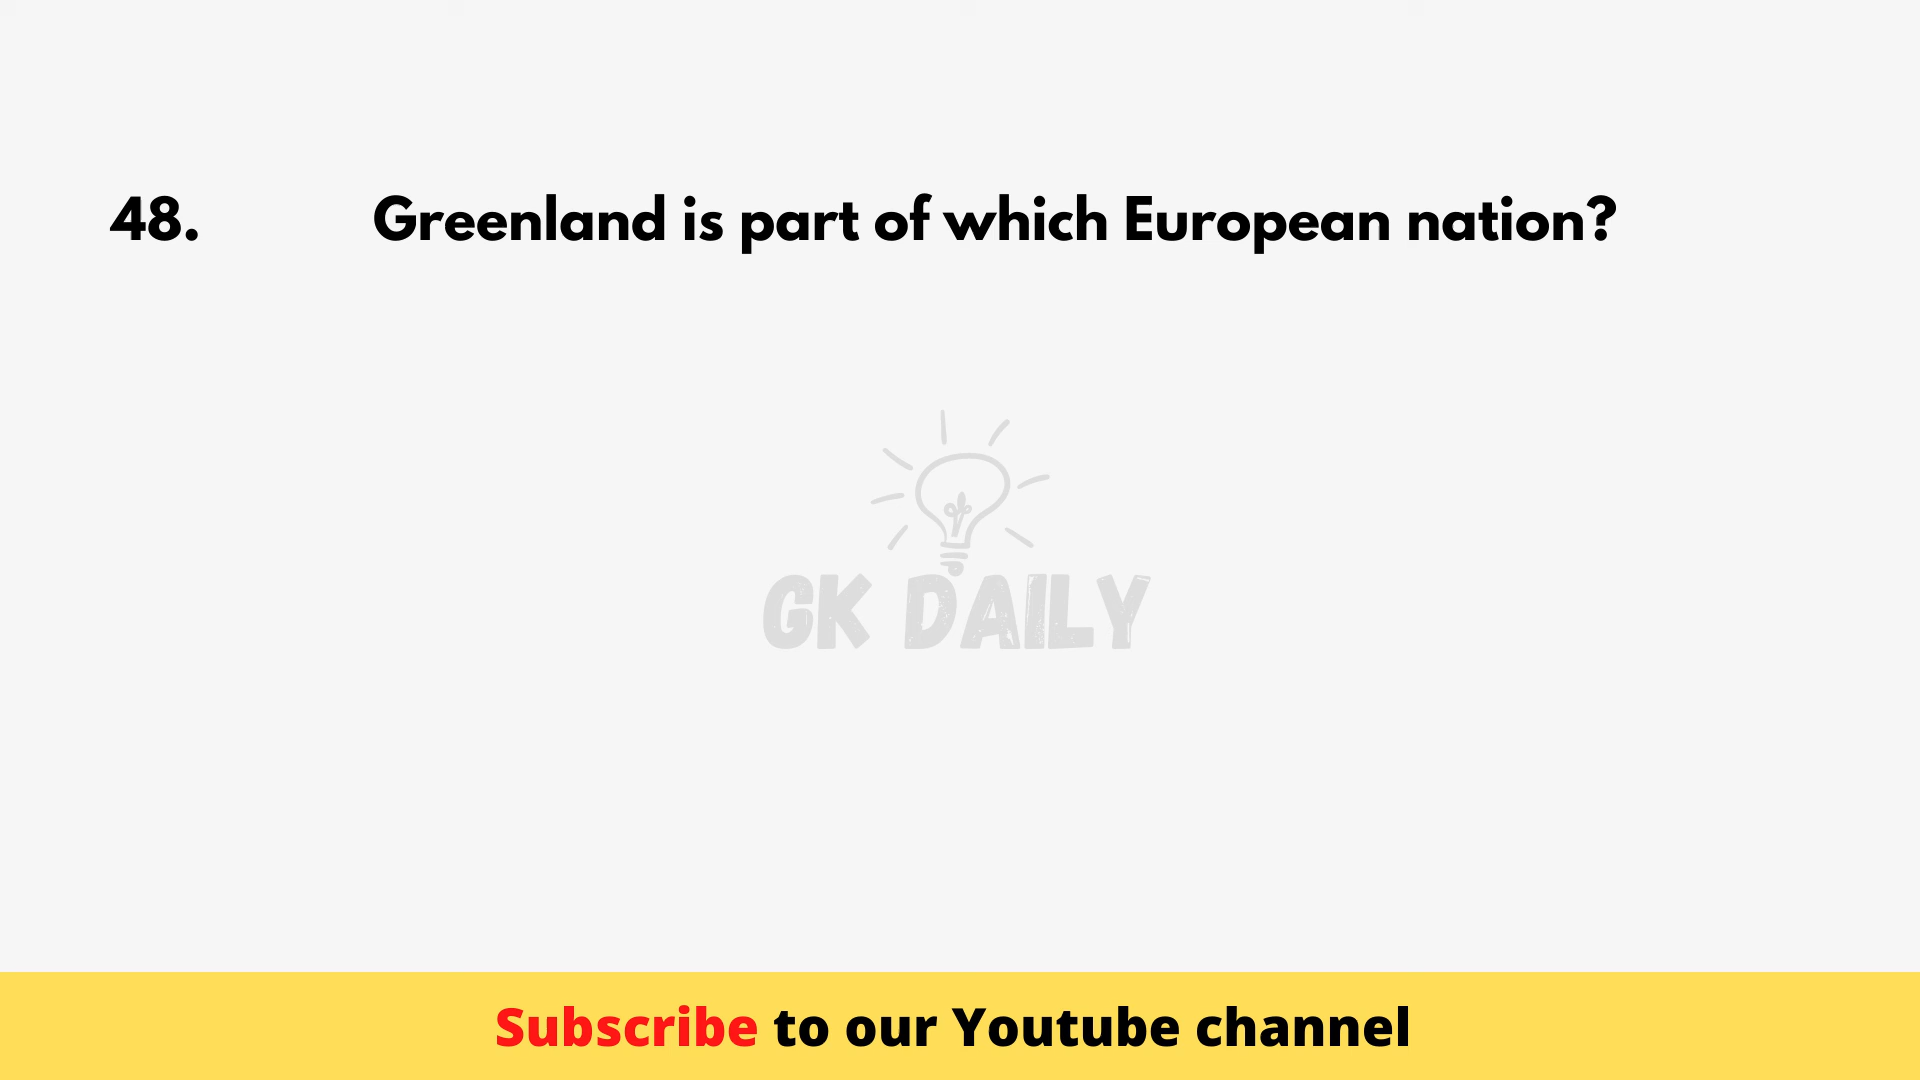 48. Greenland is part of which European nation?
GK DAILY
Subscribe to our Youtube channel